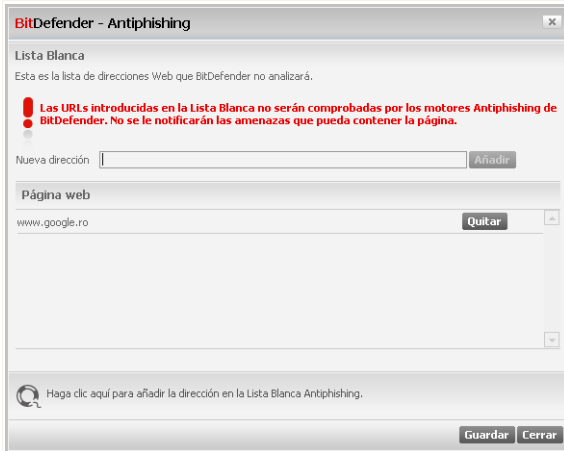 BitDefender - Antiphishing
Lista Blanca
Esta es la lista de direcciones Web que BitDefender no analizará.
Las URLs introducidas en la Lista Blanca no serán comprobadas por los motores Antiphishing de
BitDefender. No se le notificarán las amenazas que pueda contener la página.
Nueva dirección Añadir
Página web
www.google.ro Quitar
Haga clic aquí para añadir la dirección en la Lista Blanca Antiphishing.
Guardar Cerrar